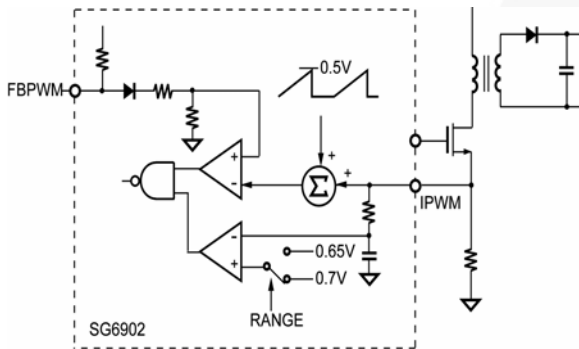 0.5V
FBPWM
+
+
+
-
Σ
IPWM
-
0.65V
+
0.7V
RANGE
SG6902